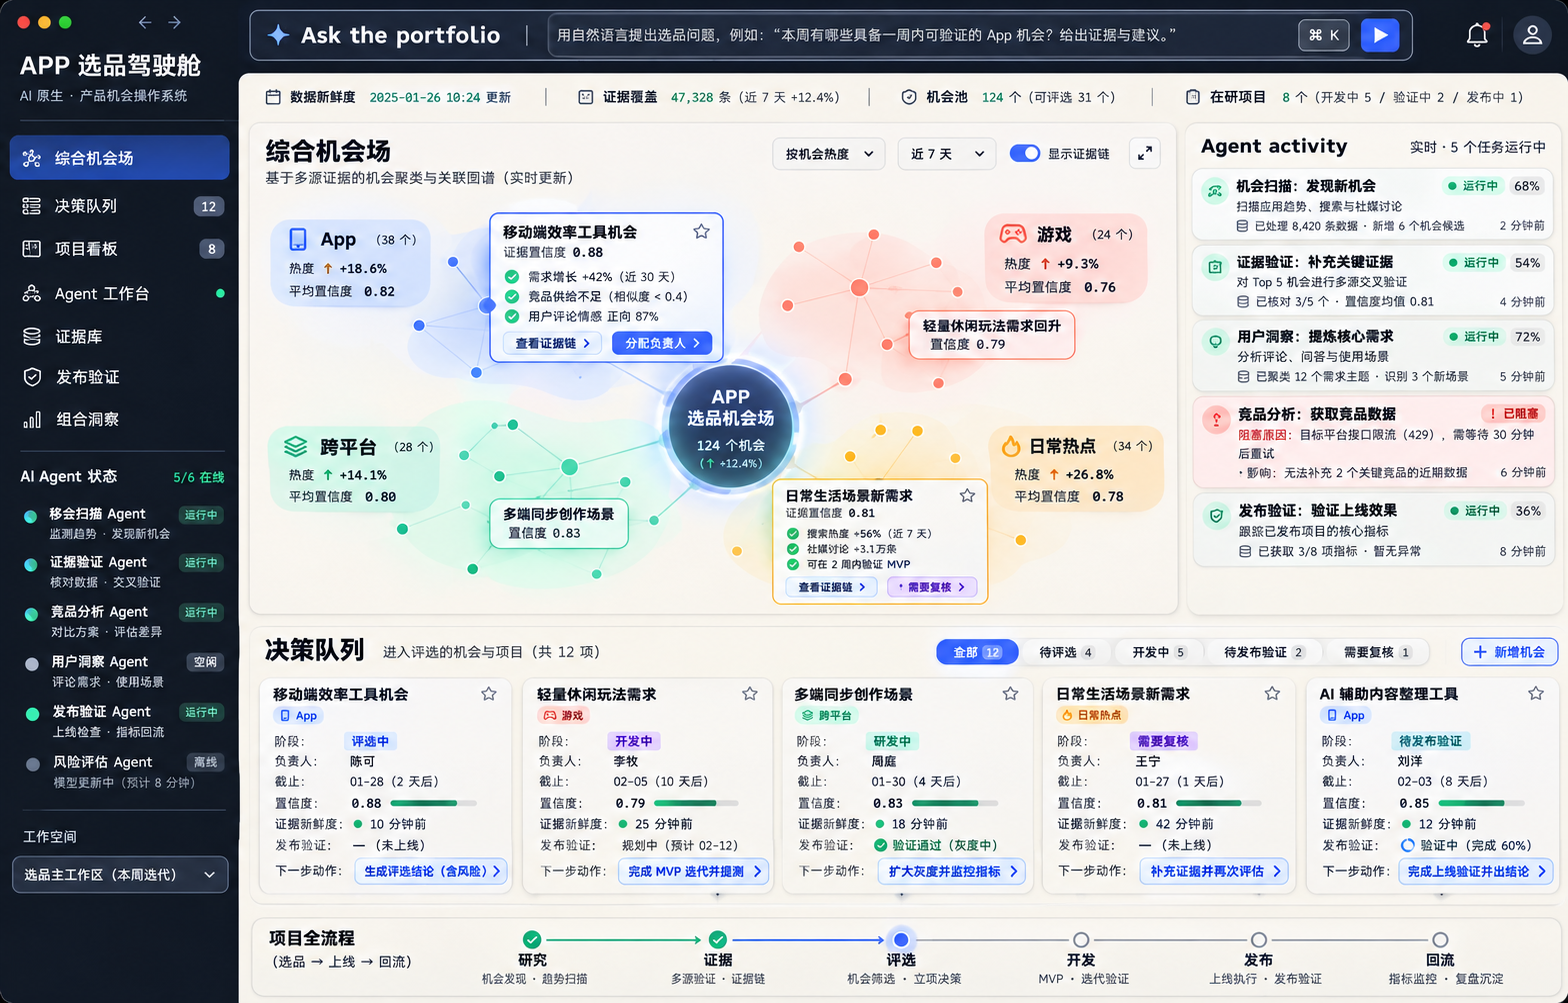 APP 选品驾驶舱
AI 原生 · 产品机会操作系统
综合机会场
决策队列 12
项目看板 8
Agent 工作台
证据库
发布验证
组合洞察
AI Agent 状态 5/6 在线
移会扫描 Agent 运行中
监测趋势 · 发现新机会
证据验证 Agent 运行中
核对数据 · 交叉验证
竞品分析 Agent 运行中
对比方案 · 评估差异
用户洞察 Agent 空闲
评论需求 · 使用场景
发布验证 Agent 运行中
上线检查 · 指标回流
风险评估 Agent 离线
模型更新中（预计 8 分钟）
工作空间
选品主工作区（本周迭代）
Ask the portfolio
用自然语言提出选品问题，例如：“本周有哪些具备一周内可验证的 App 机会？给出证据与建议。”
⌘ K
数据新鲜度 2025-01-26 10:24 更新
证据覆盖 47,328 条（近 7 天 +12.4%）
机会池 124 个（可评选 31 个）
在研项目 8 个（开发中 5 / 验证中 2 / 发布中 1）
综合机会场
基于多源证据的机会聚类与关联图谱（实时更新）
按机会热度
近 7 天
显示证据链
App （38 个）
热度 ↑ +18.6%
平均置信度 0.82
移动端效率工具机会
证据置信度 0.88
需求增长 +42%（近 30 天）
竞品供给不足（相似度 < 0.4）
用户评论情感 正向 87%
查看证据链
分配负责人
游戏 （24 个）
热度 ↑ +9.3%
平均置信度 0.76
轻量休闲玩法需求回升
置信度 0.79
APP
选品机会场
124 个机会
（↑ +12.4%）
跨平台 （28 个）
热度 ↑ +14.1%
平均置信度 0.80
多端同步创作场景
置信度 0.83
日常热点 （34 个）
热度 ↑ +26.8%
平均置信度 0.78
日常生活场景新需求
证据置信度 0.81
搜索热度 +56%（近 7 天）
社媒讨论 +3.1万条
可在 2 周内验证 MVP
查看证据链
需要复核
Agent activity 实时 · 5 个任务运行中
机会扫描：发现新机会 运行中 68%
扫描应用趋势、搜索与社媒讨论
已处理 8,420 条数据 · 新增 6 个机会候选 2 分钟前
证据验证：补充关键证据 运行中 54%
对 Top 5 机会进行多源交叉验证
已核对 3/5 个 · 置信度均值 0.81 4 分钟前
用户洞察：提炼核心需求 运行中 72%
分析评论、问答与使用场景
已聚类 12 个需求主题 · 识别 3 个新场景 5 分钟前
竞品分析：获取竞品数据 ! 已阻塞
阻塞原因：目标平台接口限流（429），需等待 30 分钟
后重试
· 影响：无法补充 2 个关键竞品的近期数据 6 分钟前
发布验证：验证上线效果 运行中 36%
跟踪已发布项目的核心指标
已获取 3/8 项指标 · 暂无异常 8 分钟前
决策队列 进入评选的机会与项目（共 12 项）
全部 12
待评选 4
开发中 5
待发布验证 2
需要复核 1
+ 新增机会
移动端效率工具机会
App
阶段： 评选中
负责人： 陈可
截止： 01-28（2 天后）
置信度： 0.88
证据新鲜度： 10 分钟前
发布验证： —（未上线）
下一步动作： 生成评选结论（含风险）
轻量休闲玩法需求
游戏
阶段： 开发中
负责人： 李牧
截止： 02-05（10 天后）
置信度： 0.79
证据新鲜度： 25 分钟前
发布验证： 规划中（预计 02-12）
下一步动作： 完成 MVP 迭代并提测
多端同步创作场景
跨平台
阶段： 研发中
负责人： 周庭
截止： 01-30（4 天后）
置信度： 0.83
证据新鲜度： 18 分钟前
发布验证： 验证通过（灰度中）
下一步动作： 扩大灰度并监控指标
日常生活场景新需求
日常热点
阶段： 需要复核
负责人： 王宁
截止： 01-27（1 天后）
置信度： 0.81
证据新鲜度： 42 分钟前
发布验证： —（未上线）
下一步动作： 补充证据并再次评估
AI 辅助内容整理工具
App
阶段： 待发布验证
负责人： 刘洋
截止： 02-03（8 天后）
置信度： 0.85
证据新鲜度： 12 分钟前
发布验证： 验证中（完成 60%）
下一步动作： 完成上线验证并出结论
项目全流程
（选品 → 上线 → 回流）
研究
机会发现 · 趋势扫描
证据
多源验证 · 证据链
评选
机会筛选 · 立项决策
开发
MVP · 迭代验证
发布
上线执行 · 发布验证
回流
指标监控 · 复盘沉淀